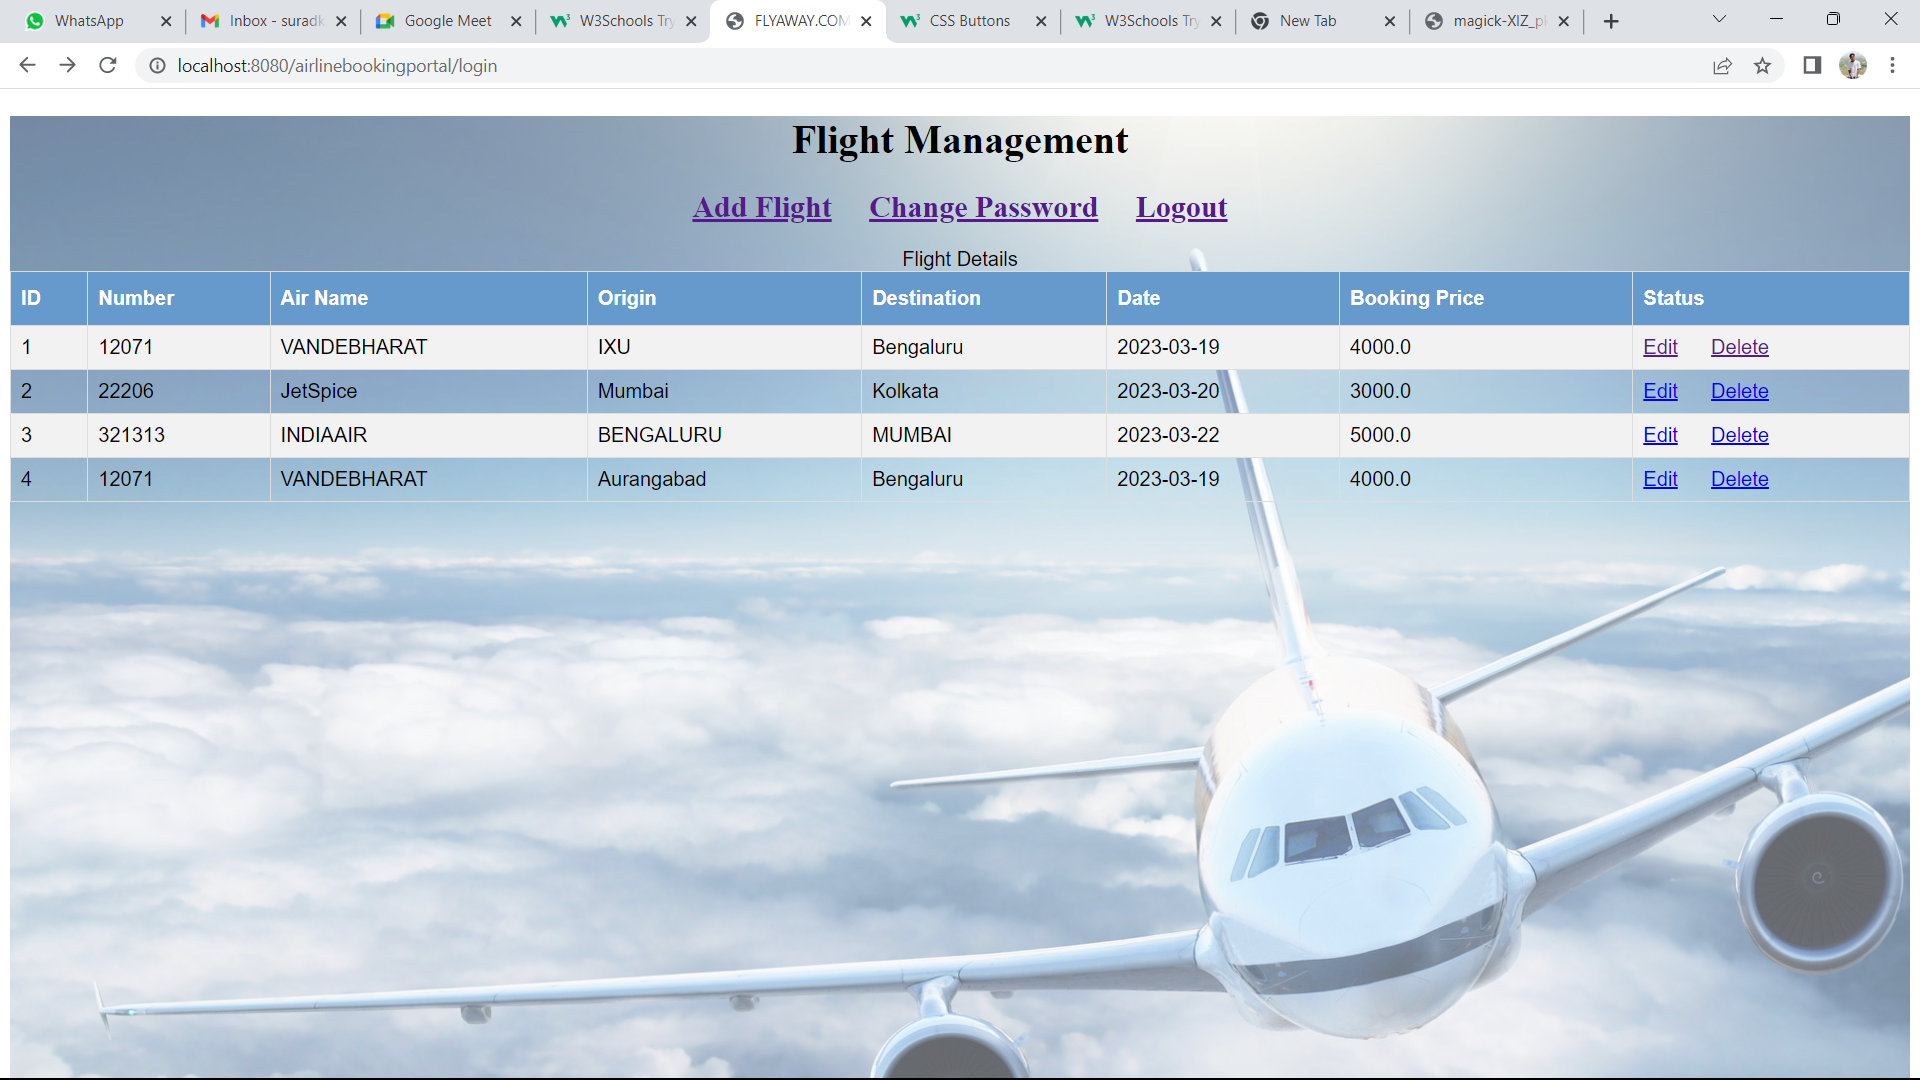 WhatsApp
Inbox - suradk
Google Meet
W3Schools Try
FLYAWAY.COM
CSS Buttons
W3Schools Try
New Tab
magick-XIZ_pl
localhost:8080/airlinebookingportal/login
Flight Management
Add Flight Change Password Logout
Flight Details
ID Number Air Name Origin Destination Date Booking Price Status
1 12071 VANDEBHARAT IXU Bengaluru 2023-03-19 4000.0 Edit Delete
2 22206 JetSpice Mumbai Kolkata 2023-03-20 3000.0 Edit Delete
3 321313 INDIAAIR BENGALURU MUMBAI 2023-03-22 5000.0 Edit Delete
4 12071 VANDEBHARAT Aurangabad Bengaluru 2023-03-19 4000.0 Edit Delete